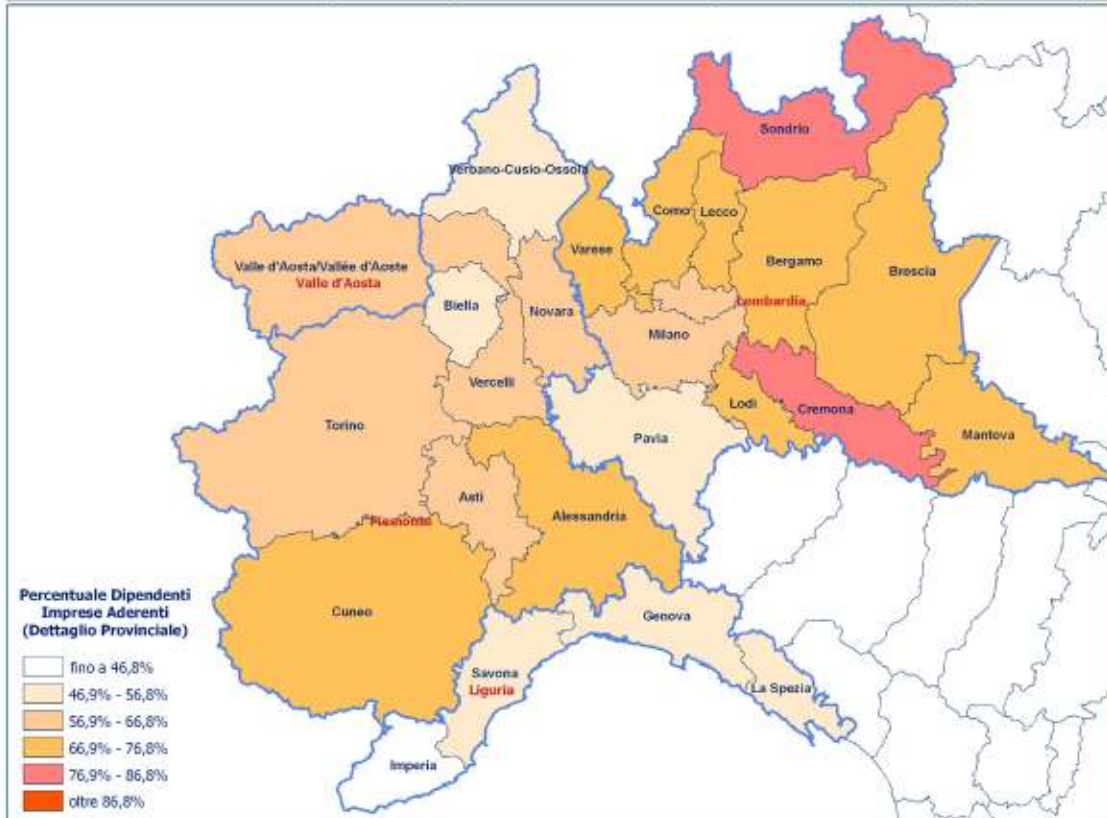 Sondrio
Verbano-Cusio-Ossola
Como
Lecco
Varese
Bergamo
Brescia
Valle d'Aosta/Vallée d'Aoste
Valle d'Aosta
Biella
Novara
Lombardia
Milano
Vercelli
Lodi
Cremona
Torino
Pavia
Mantova
Asti
Alessandria
Piemonte
Cuneo
Genova
Savona
Liguria
La Spezia
Imperia
Percentuale Dipendenti
Imprese Aderenti
(Dettaglio Provinciale)
fino a 46,8%
46,9% - 56,8%
56,9% - 66,8%
66,9% - 76,8%
76,9% - 86,8%
oltre 86,8%